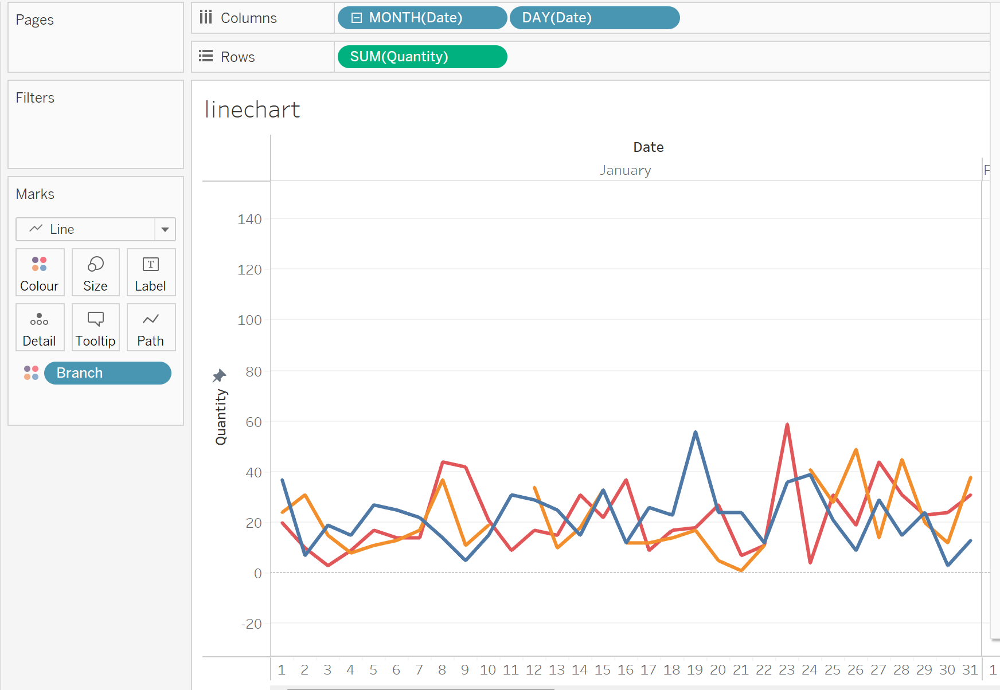 Pages
Columns
MONTH(Date)
DAY(Date)
Rows
SUM(Quantity)
Filters
linechart
Date
January
F
Marks
Line
Colour
Size
Label
Detail
Tooltip
Path
Branch
Quantity
140
120
100
80
60
40
20
0
-20
1 2 3 4 5 6 7 8 9 10 11 12 13 14 15 16 17 18 19 20 21 22 23 24 25 26 27 28 29 30 31 1